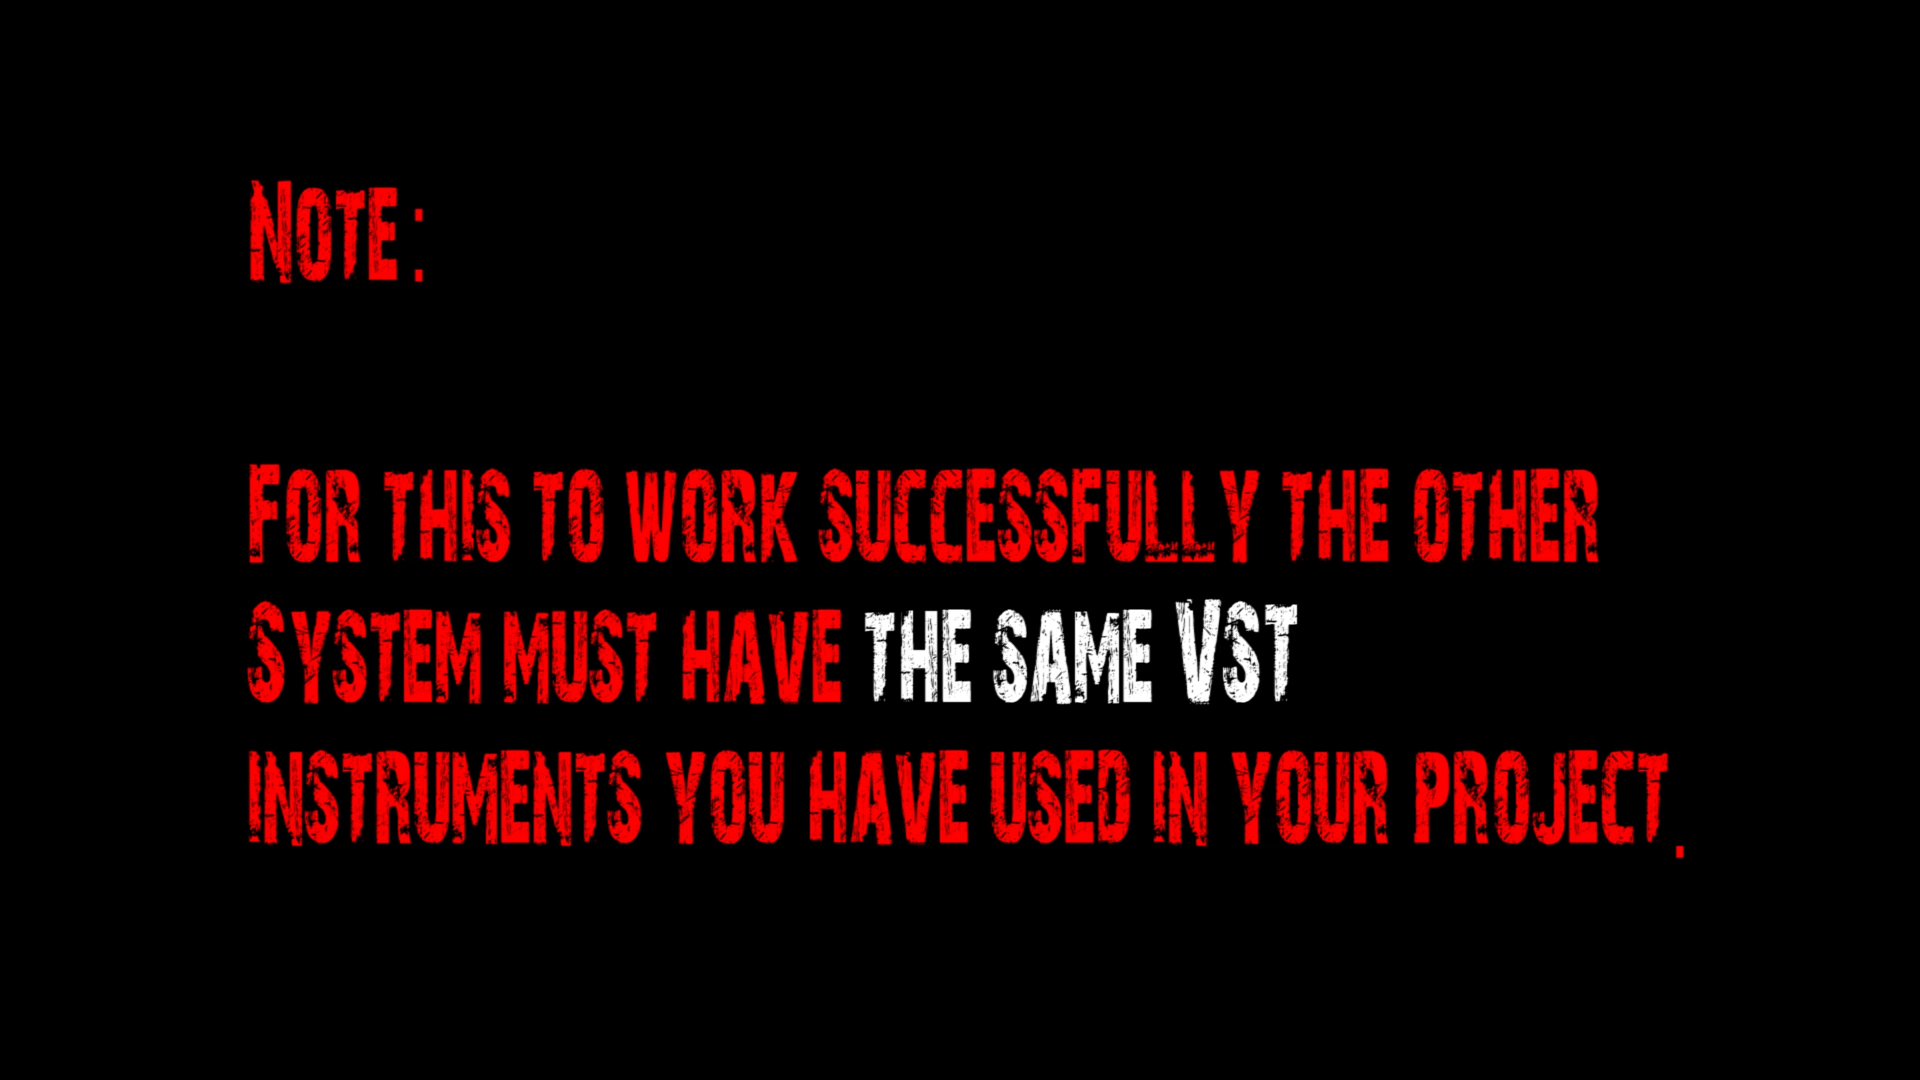 Note:
For this to work successfully the other
System must have the same Vst
instruments you have used in your project.